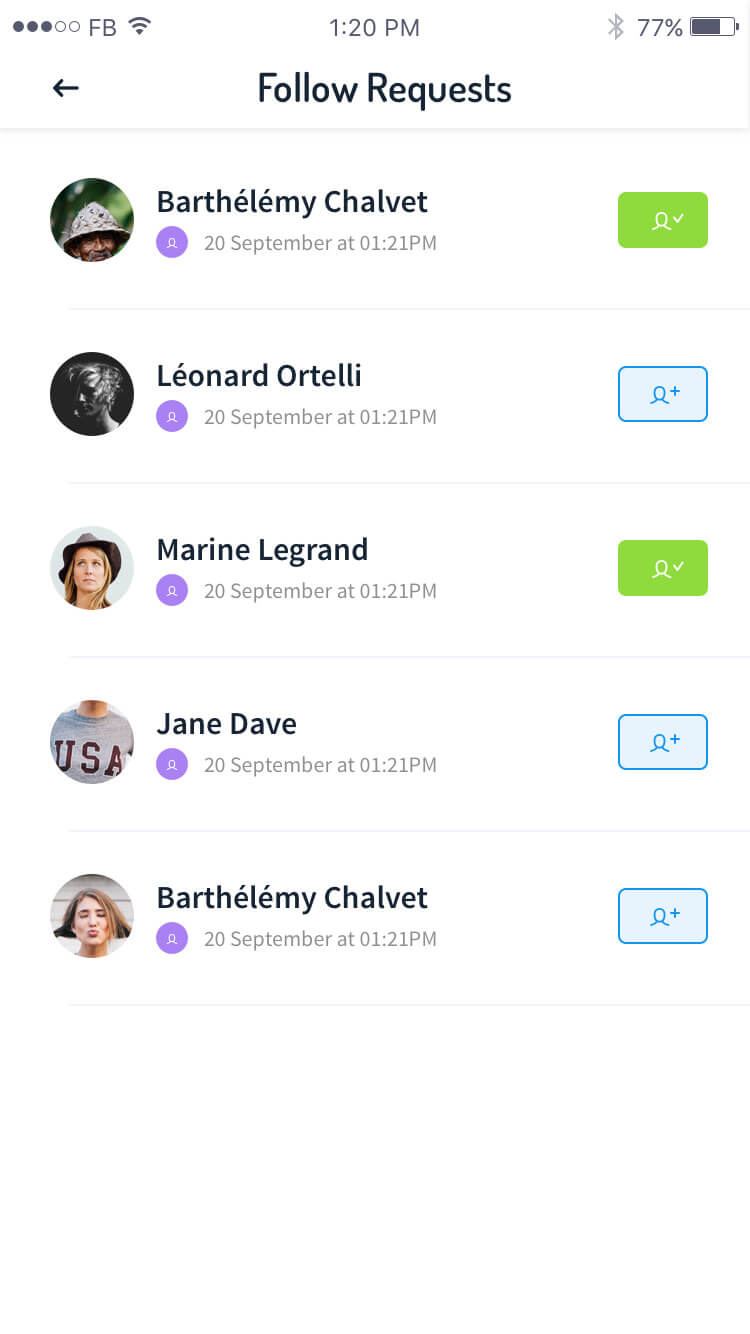 FB 1:20 PM 77%
Follow Requests
Barthélémy Chalvet
20 September at 01:21PM
Léonard Ortelli
20 September at 01:21PM
Marine Legrand
20 September at 01:21PM
USA
Jane Dave
20 September at 01:21PM
Barthélémy Chalvet
20 September at 01:21PM